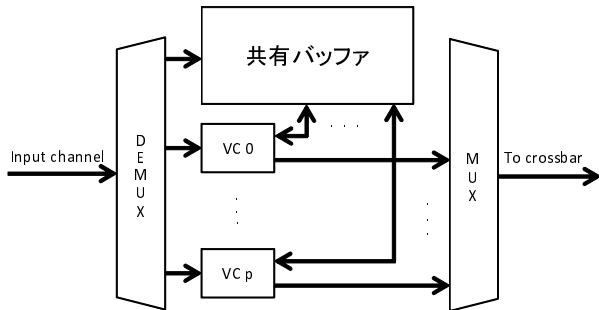 共有バッファ
Input channel
DEMUX
VC 0
VC p
MUX
To crossbar